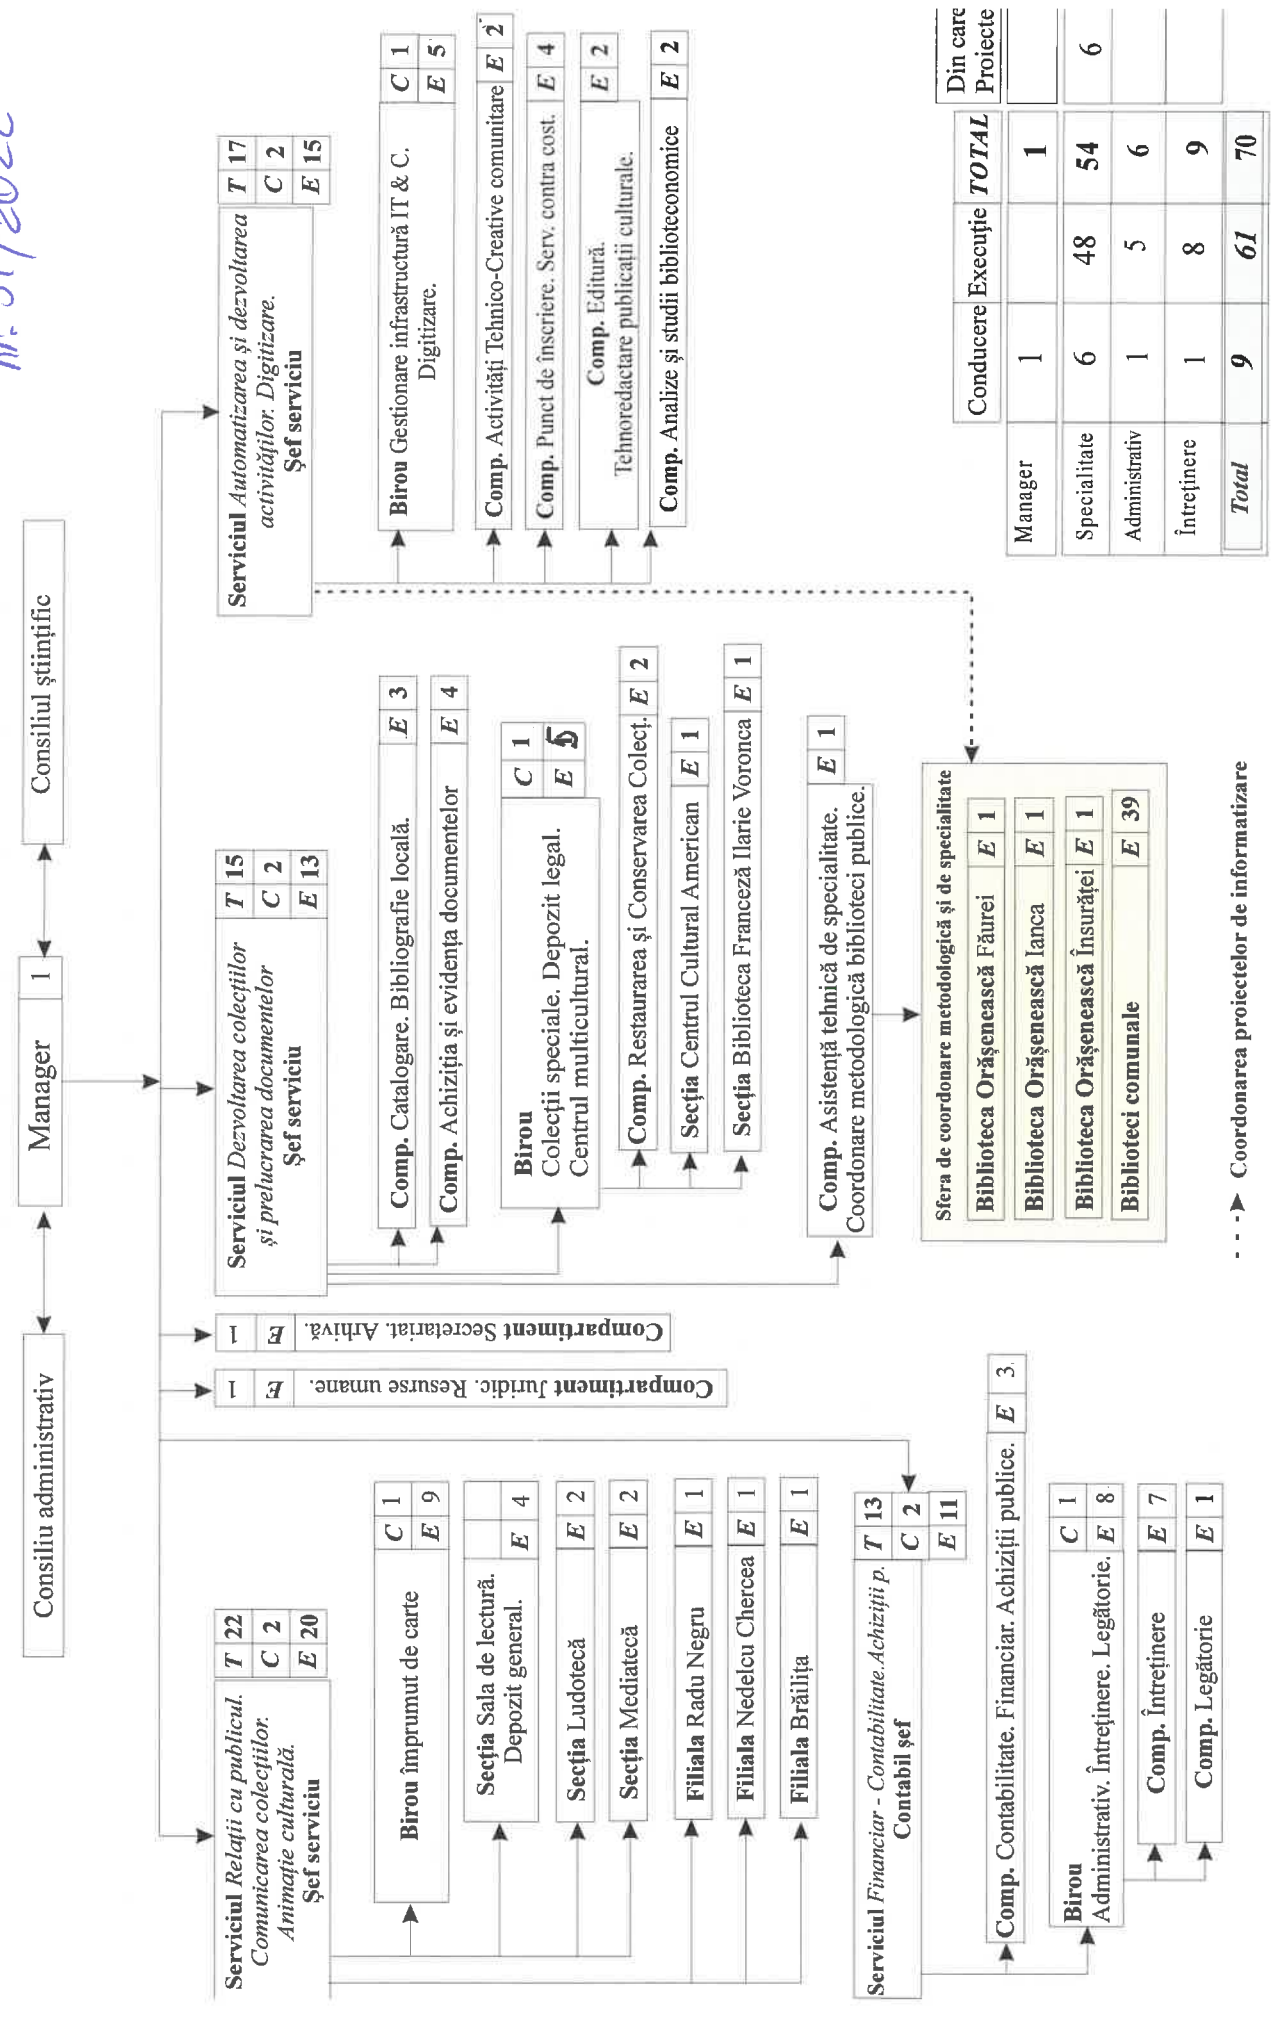 nr. 31/2022
Consiliu administrativ
Manager 1
Consiliul științific
Serviciul Relații cu publicul.
Comunicarea colecțiilor.
Animație culturală.
Șef serviciu
T 22
C 2
E 20
Birou împrumut de carte
C 1
E 9
Secția Sala de lectură.
Depozit general.
E 4
Secția Ludotecă E 2
Secția Mediatecă E 2
Filiala Radu Negru E 1
Filiala Nedelcu Chercea E 1
Filiala Brăilița E 1
Serviciul Financiar - Contabilitate.Achiziții p.
Contabil șef
T 13
C 2
E 11
Comp. Contabilitate. Financiar. Achiziții publice. E 3
Birou
Administrativ. Întreținere. Legătorie.
C 1
E 8
Comp. Întreținere E 7
Comp. Legătorie E 1
Compartiment Juridic. Resurse umane. E 1
Compartiment Secretariat. Arhivă. E 1
Serviciul Dezvoltarea colecțiilor
și prelucrarea documentelor
Șef serviciu
T 15
C 2
E 13
Comp. Catalogare. Bibliografie locală. E 3
Comp. Achiziția și evidența documentelor E 4
Birou
Colecții speciale. Depozit legal.
Centrul multicultural.
C 1
E 5
Comp. Restaurarea și Conservarea Colecț. E 2
Secția Centrul Cultural American E 1
Secția Biblioteca Franceză Ilarie Voronca E 1
Comp. Asistență tehnică de specialitate.
Coordonare metodologică biblioteci publice.
E 1
Sfera de coordonare metodologică și de specialitate
Biblioteca Orășenească Făurei E 1
Biblioteca Orășenească Ianca E 1
Biblioteca Orășenească Însurăței E 1
Biblioteci comunale E 39
Coordonarea proiectelor de informatizare
Serviciul Automatizarea și dezvoltarea
activităților. Digitizare.
Șef serviciu
T 17
C 2
E 15
Birou Gestionare infrastructură IT & C.
Digitizare.
C 1
E 5
Comp. Activități Tehnico-Creative comunitare E 2
Comp. Punct de înscriere. Serv. contra cost. E 4
Comp. Editură.
Tehnoredactare publicații culturale.
E 2
Comp. Analize și studii biblioteconomice E 2
Conducere Execuție TOTAL Din care Proiecte
Manager 1 1
Specialitate 6 48 54 6
Administrativ 1 5 6
Întreținere 1 8 9
Total 9 61 70